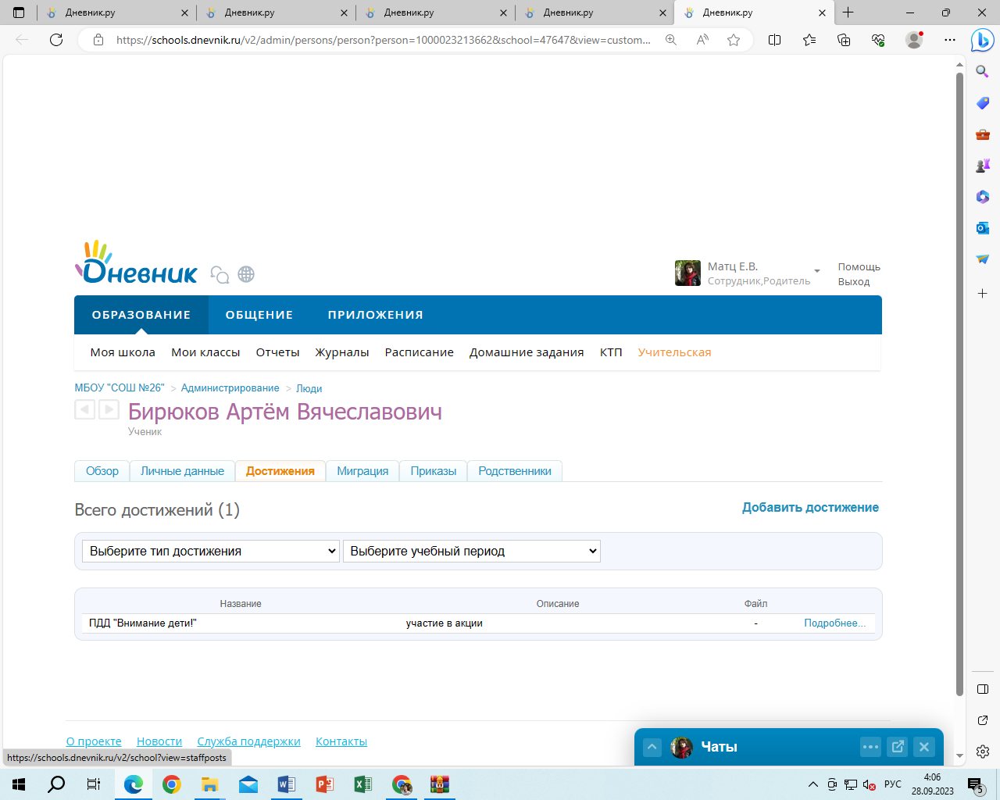 Дневник.ру
Дневник.ру
Дневник.ру
Дневник.ру
Дневник.ру
https://schools.dnevnik.ru/v2/admin/persons/person?person=1000023213662&school=47647&view=custom...
Дневник
Матц Е.В.
Сотрудник,Родитель
Помощь
Выход
ОБРАЗОВАНИЕ ОБЩЕНИЕ ПРИЛОЖЕНИЯ
Моя школа Мои классы Отчеты Журналы Расписание Домашние задания КТП Учительская
МБОУ "СОШ №26" > Администрирование > Люди
Бирюков Артём Вячеславович
Ученик
Обзор Личные данные Достижения Миграция Приказы Родственники
Всего достижений (1)
Добавить достижение
Выберите тип достижения Выберите учебный период
Название Описание Файл
ПДД "Внимание дети!" участие в акции - Подробнее...
О проекте Новости Служба поддержки Контакты
Чаты
https://schools.dnevnik.ru/v2/school?view=staffposts
РУС
4:06
28.09.2023
5